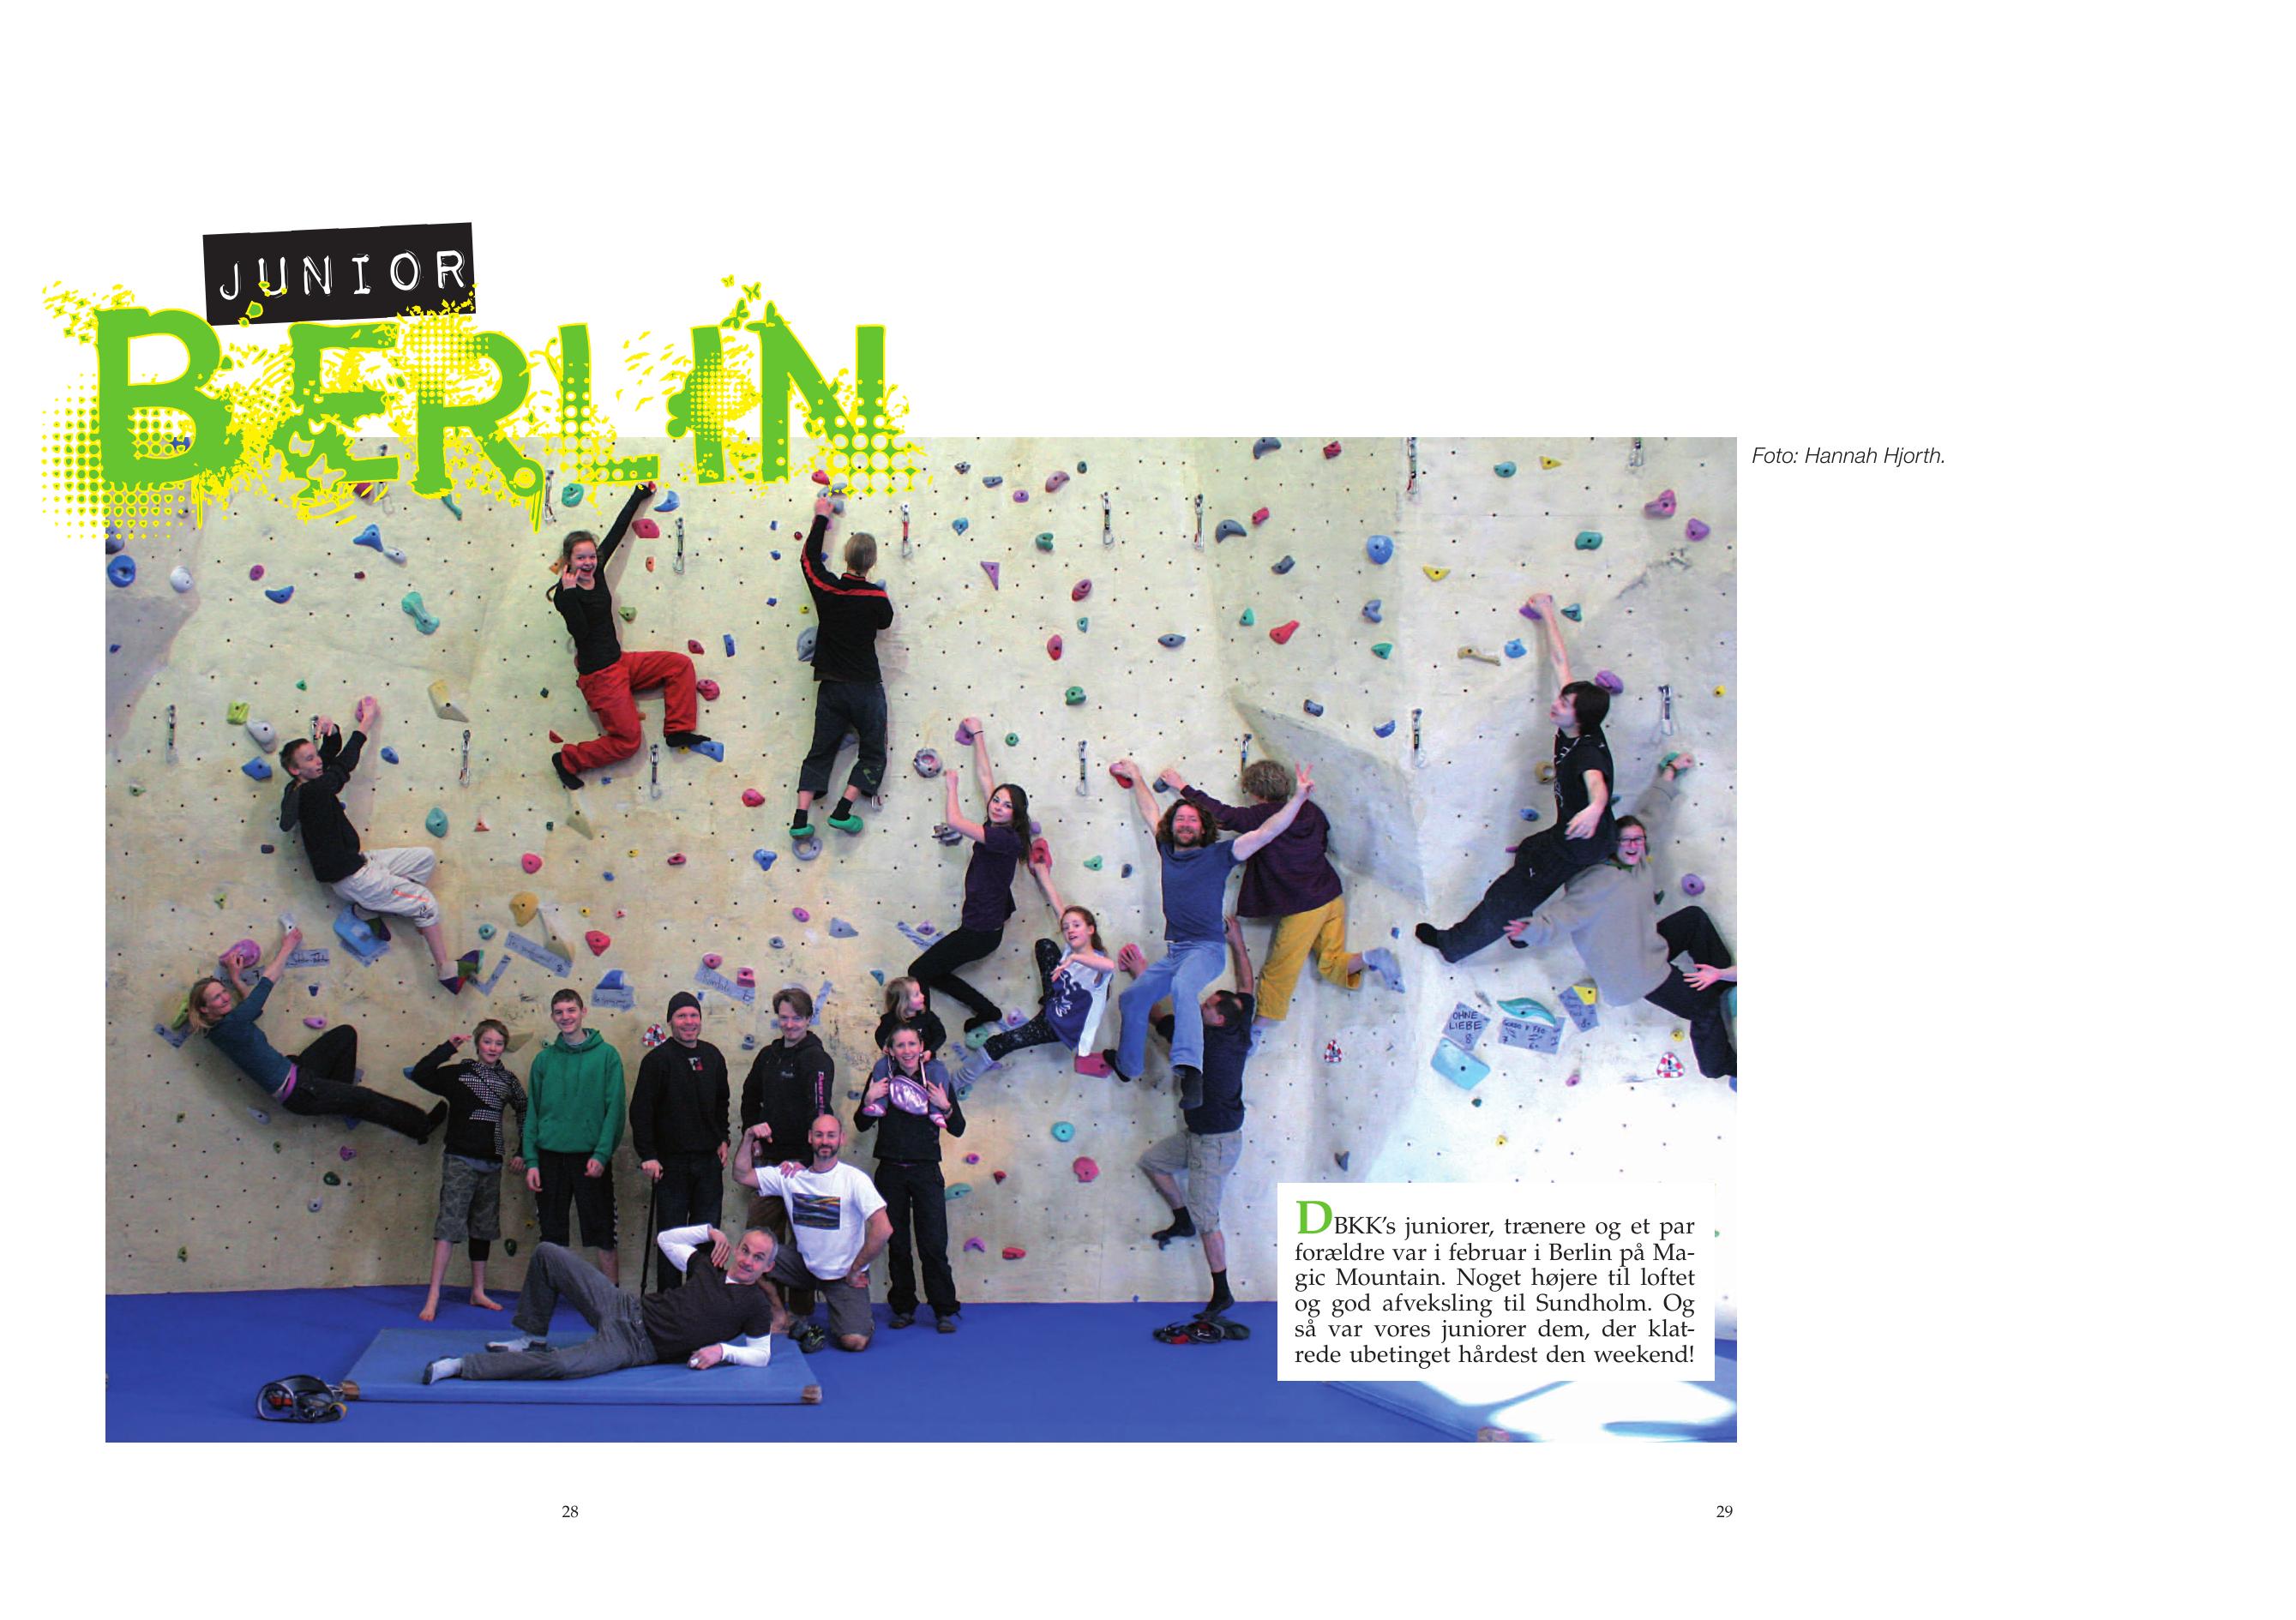 JUNIOR
BERLIN
Foto: Hannah Hjorth.
OHNE
LIEBE
DBKK's juniorer, trænere og et par
forældre var i februar i Berlin på Ma-
gic Mountain. Noget højere til loftet
og god afveksling til Sundholm. Og
så var vores juniorer dem, der klat-
rede ubetinget hårdest den weekend!
28
29